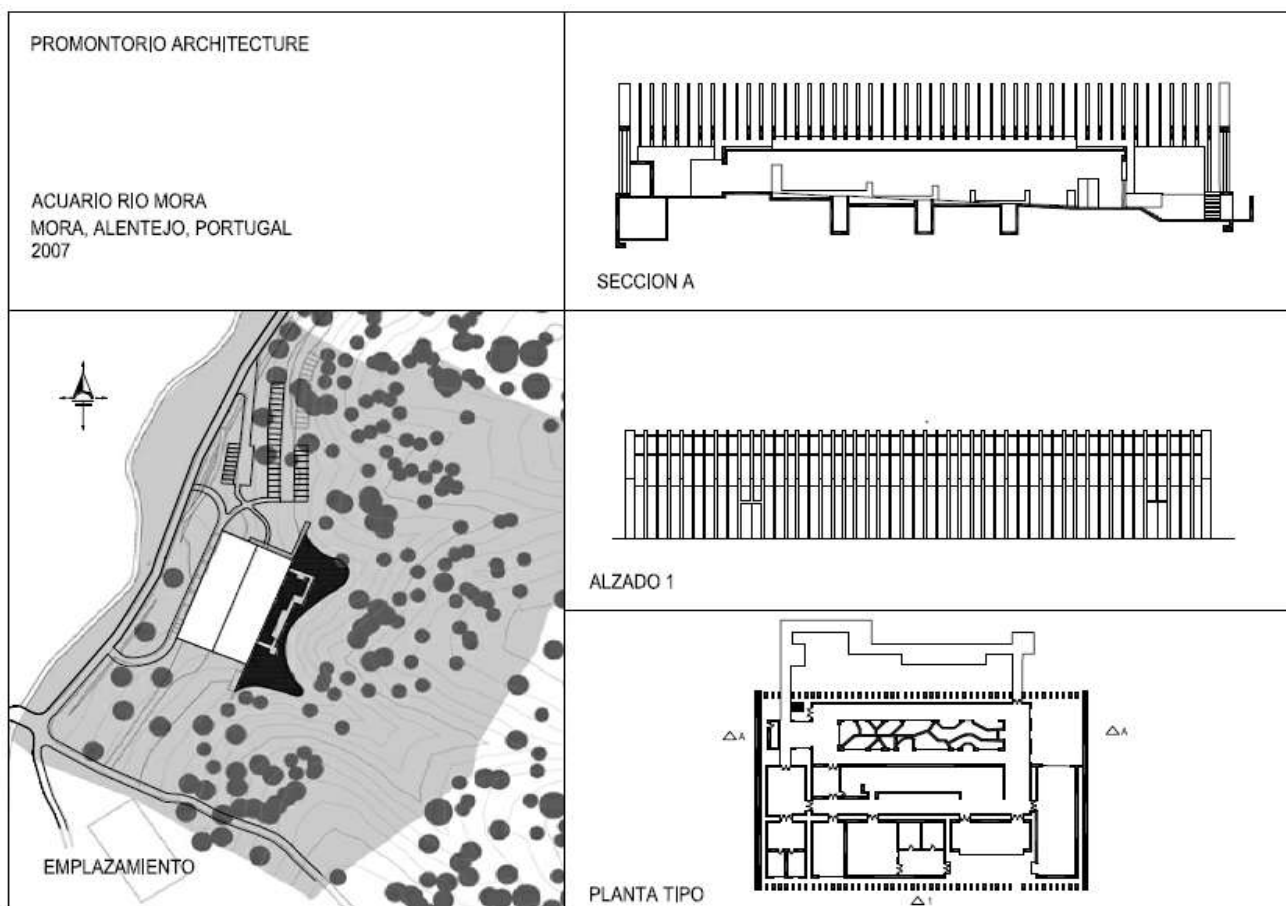 PROMONTORIO ARCHITECTURE
ACUARIO RIO MORA
MORA, ALENTEJO, PORTUGAL
2007
SECCION A
EMPLAZAMIENTO
ALZADO 1
A
A
1
PLANTA TIPO